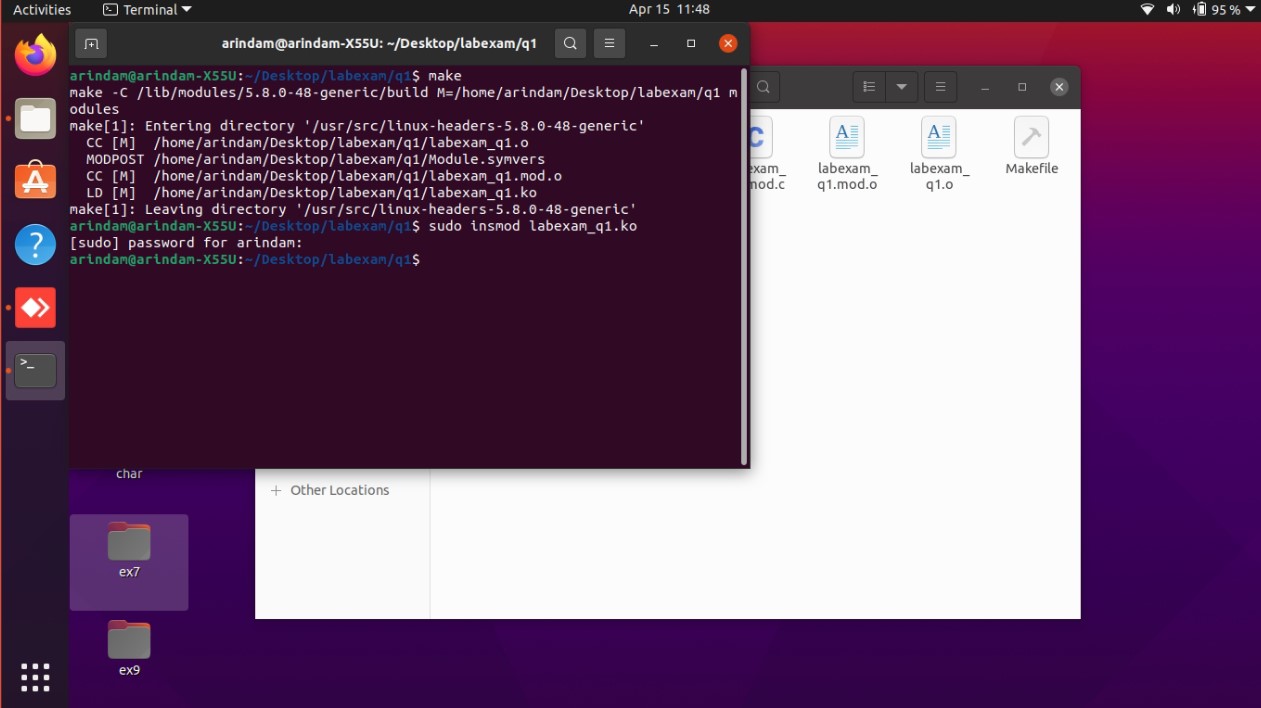 Activities
Terminal
Apr 15 11:48
95 %
arindam@arindam-X55U: ~/Desktop/labexam/q1
arindam@arindam-X55U:~/Desktop/labexam/q1$ make
make -C /lib/modules/5.8.0-48-generic/build M=/home/arindam/Desktop/labexam/q1 m
odules
make[1]: Entering directory '/usr/src/linux-headers-5.8.0-48-generic'
CC [M]  /home/arindam/Desktop/labexam/q1/labexam_q1.o
MODPOST /home/arindam/Desktop/labexam/q1/Module.symvers
CC [M]  /home/arindam/Desktop/labexam/q1/labexam_q1.mod.o
LD [M]  /home/arindam/Desktop/labexam/q1/labexam_q1.ko
make[1]: Leaving directory '/usr/src/linux-headers-5.8.0-48-generic'
arindam@arindam-X55U:~/Desktop/labexam/q1$ sudo insmod labexam_q1.ko
[sudo] password for arindam:
arindam@arindam-X55U:~/Desktop/labexam/q1$
exam_
mod.c
labexam_
q1.mod.o
labexam_
q1.o
Makefile
char
Other Locations
ex7
ex9